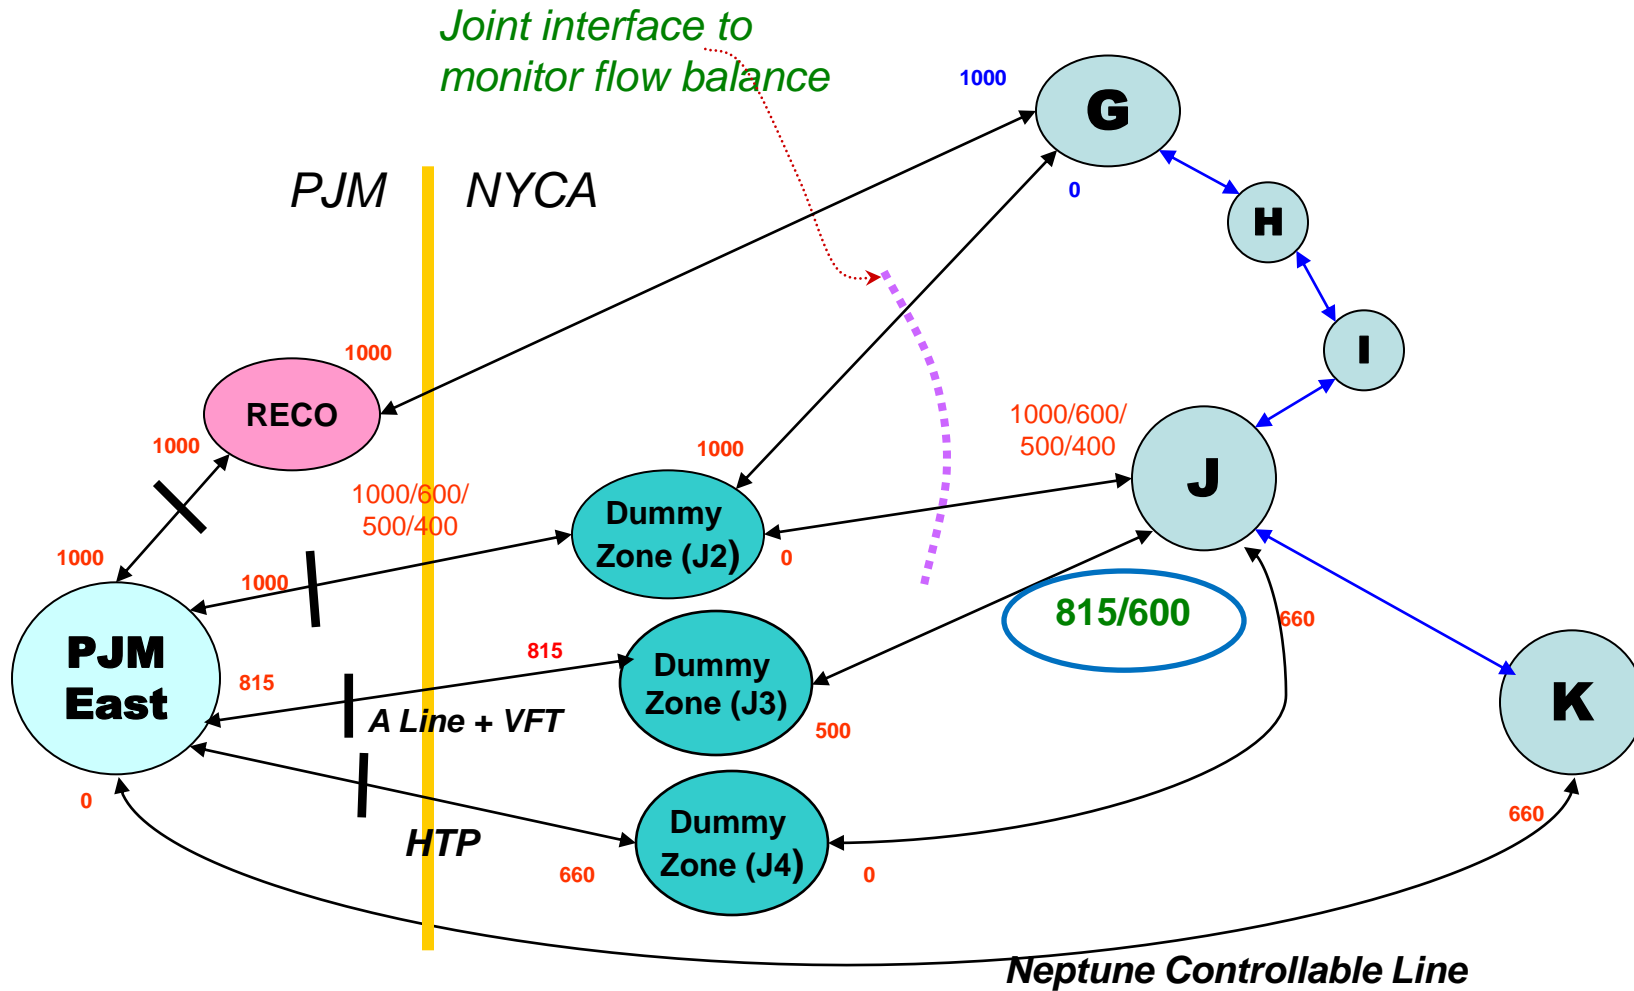 Joint interface to
monitor flow balance
1000
G
0
PJM
NYCA
H
I
1000
RECO
1000
1000/600/
500/400
1000/600/
500/400
J
1000
Dummy
Zone (J2)
0
1000
1000
815/600
660
PJM
East
815
815
Dummy
Zone (J3)
500
A Line + VFT
K
0
HTP
660
Dummy
Zone (J4)
0
660
Neptune Controllable Line